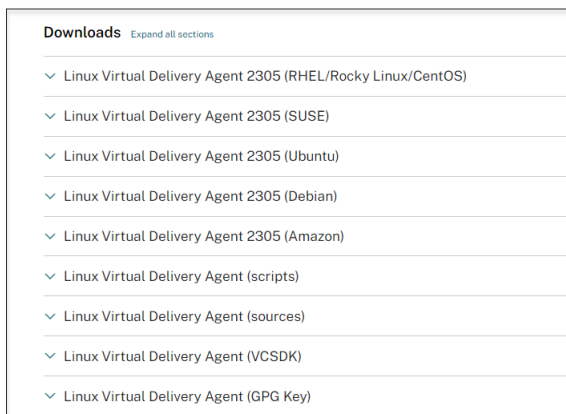 Downloads Expand all sections
Linux Virtual Delivery Agent 2305 (RHEL/Rocky Linux/CentOS)
Linux Virtual Delivery Agent 2305 (SUSE)
Linux Virtual Delivery Agent 2305 (Ubuntu)
Linux Virtual Delivery Agent 2305 (Debian)
Linux Virtual Delivery Agent 2305 (Amazon)
Linux Virtual Delivery Agent (scripts)
Linux Virtual Delivery Agent (sources)
Linux Virtual Delivery Agent (VCSDK)
Linux Virtual Delivery Agent (GPG Key)